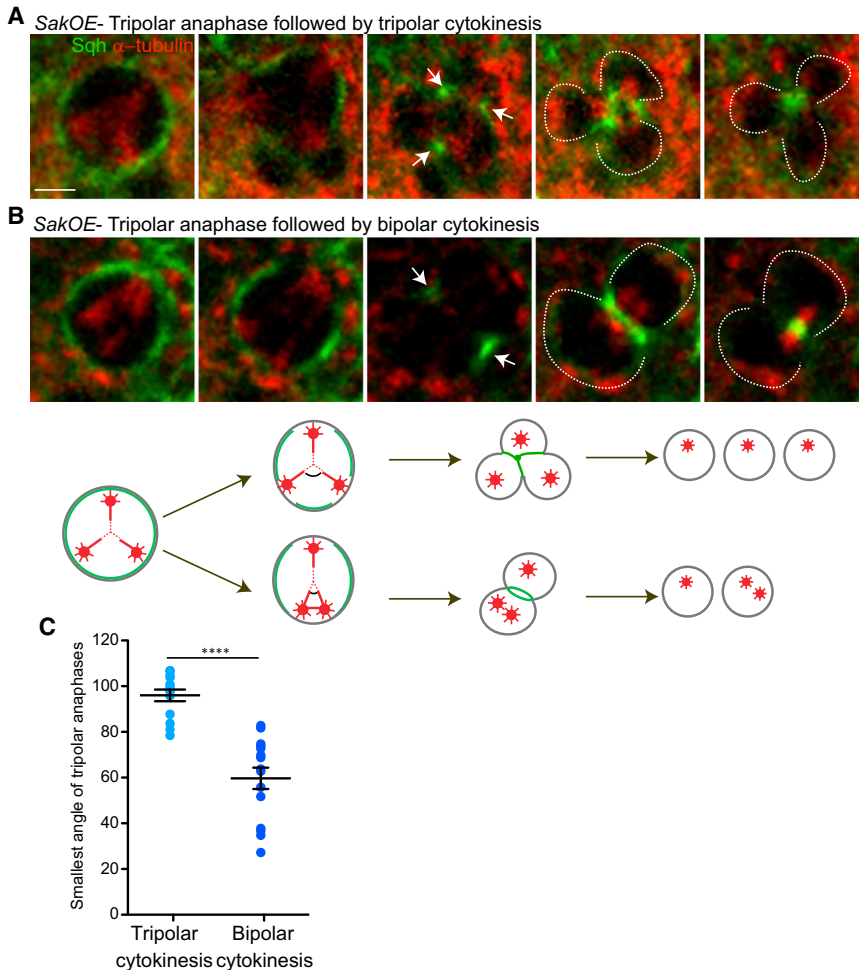 A SakOE- Tripolar anaphase followed by tripolar cytokinesis
Sqh α-tubulin
B SakOE- Tripolar anaphase followed by bipolar cytokinesis
C
Smallest angle of tripolar anaphases
120
100
80
60
40
20
0
****
Tripolar cytokinesis
Bipolar cytokinesis